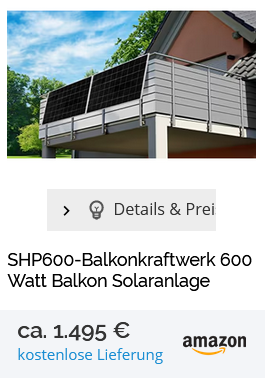 Details & Prei
SHP600-Balkonkraftwerk 600
Watt Balkon Solaranlage
ca. 1.495 €
kostenlose Lieferung
amazon